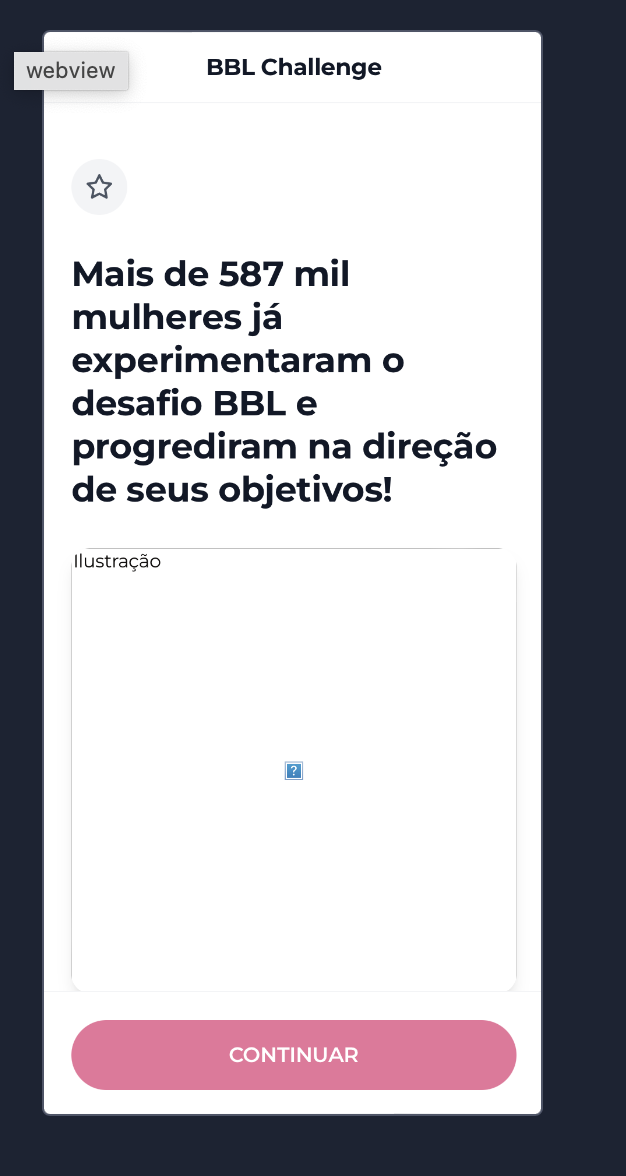 webview
BBL Challenge
Mais de 587 mil
mulheres já
experimentaram o
desafio BBL e
progrediram na direção
de seus objetivos!
Ilustração
?
CONTINUAR